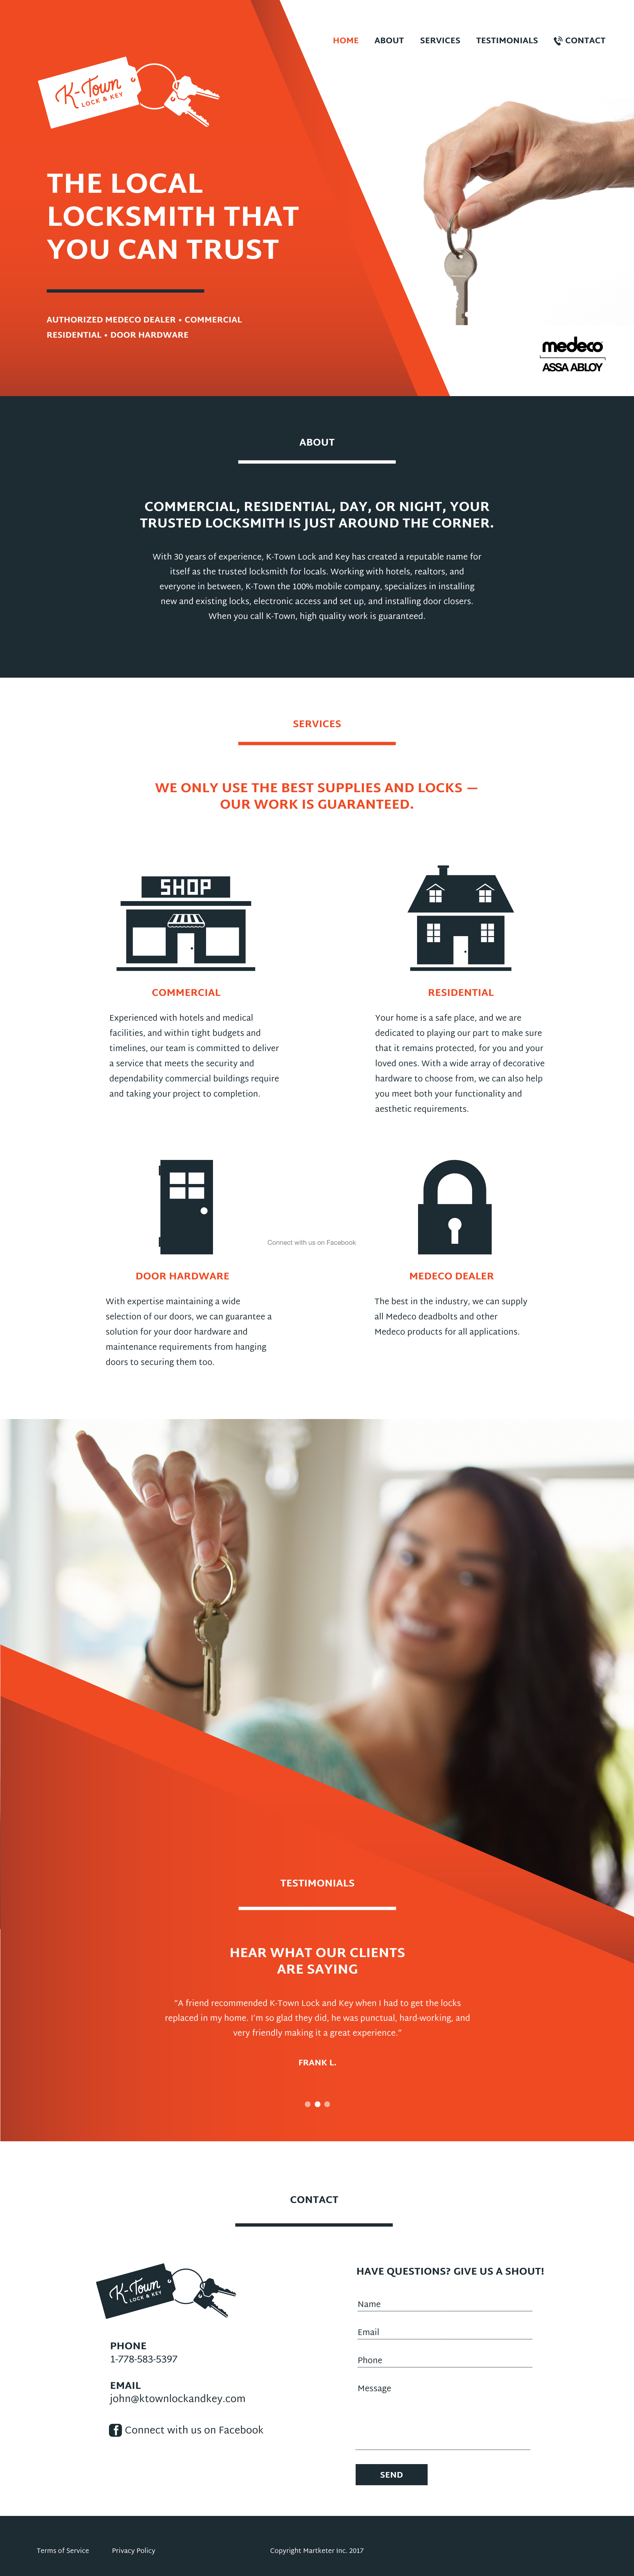 HOME ABOUT SERVICES TESTIMONIALS CONTACT
K-Town
LOCK & KEY
THE LOCAL
LOCKSMITH THAT
YOU CAN TRUST
AUTHORIZED MEDECO DEALER • COMMERCIAL
RESIDENTIAL • DOOR HARDWARE
medeco
ASSA ABLOY
ABOUT
COMMERCIAL, RESIDENTIAL, DAY, OR NIGHT, YOUR
TRUSTED LOCKSMITH IS JUST AROUND THE CORNER.
With 30 years of experience, K-Town Lock and Key has created a reputable name for
itself as the trusted locksmith for locals. Working with hotels, realtors, and
everyone in between, K-Town the 100% mobile company, specializes in installing
new and existing locks, electronic access and set up, and installing door closers.
When you call K-Town, high quality work is guaranteed.
SERVICES
WE ONLY USE THE BEST SUPPLIES AND LOCKS —
OUR WORK IS GUARANTEED.
SHOP
COMMERCIAL
Experienced with hotels and medical
facilities, and within tight budgets and
timelines, our team is committed to deliver
a service that meets the security and
dependability commercial buildings require
and taking your project to completion.
RESIDENTIAL
Your home is a safe place, and we are
dedicated to playing our part to make sure
that it remains protected, for you and your
loved ones. With a wide array of decorative
hardware to choose from, we can also help
you meet both your functionality and
aesthetic requirements.
Connect with us on Facebook
DOOR HARDWARE
With expertise maintaining a wide
selection of our doors, we can guarantee a
solution for your door hardware and
maintenance requirements from hanging
doors to securing them too.
MEDECO DEALER
The best in the industry, we can supply
all Medeco deadbolts and other
Medeco products for all applications.
TESTIMONIALS
HEAR WHAT OUR CLIENTS
ARE SAYING
“A friend recommended K-Town Lock and Key when I had to get the locks
replaced in my home. I'm so glad they did, he was punctual, hard-working, and
very friendly making it a great experience.”
FRANK L.
CONTACT
K-Town
LOCK & KEY
PHONE
1-778-583-5397
EMAIL
john@ktownlockandkey.com
Connect with us on Facebook
HAVE QUESTIONS? GIVE US A SHOUT!
Name
Email
Phone
Message
SEND
Terms of Service Privacy Policy Copyright Martketer Inc. 2017